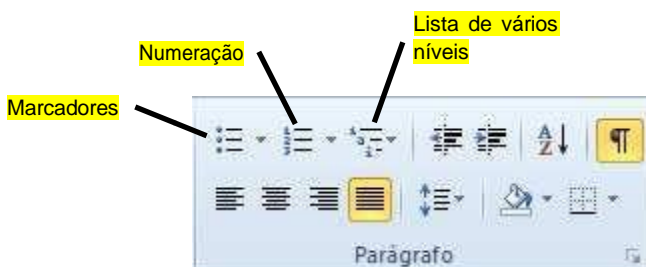 Lista de vários
níveis
Numeração
Marcadores
Parágrafo